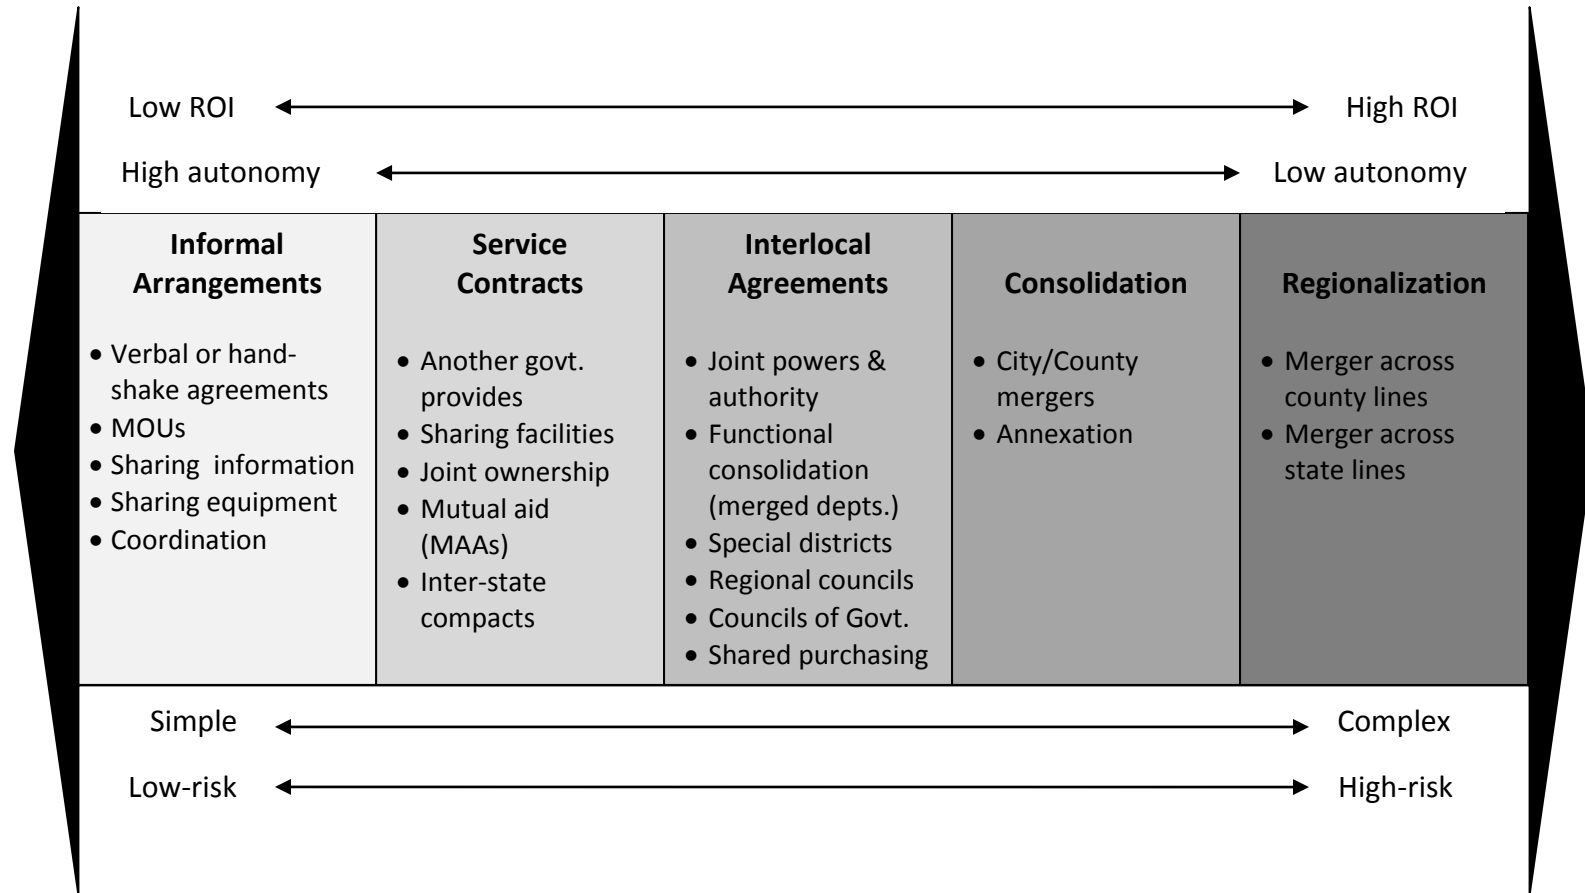 Low ROI High ROI
High autonomy Low autonomy
Informal
Arrangements
• Verbal or hand-
shake agreements
• MOUs
• Sharing information
• Sharing equipment
• Coordination
Service
Contracts
• Another govt.
provides
• Sharing facilities
• Joint ownership
• Mutual aid
(MAAs)
• Inter-state
compacts
Interlocal
Agreements
• Joint powers &
authority
• Functional
consolidation
(merged depts.)
• Special districts
• Regional councils
• Councils of Govt.
• Shared purchasing
Consolidation
• City/County
mergers
• Annexation
Regionalization
• Merger across
county lines
• Merger across
state lines
Simple Complex
Low-risk High-risk